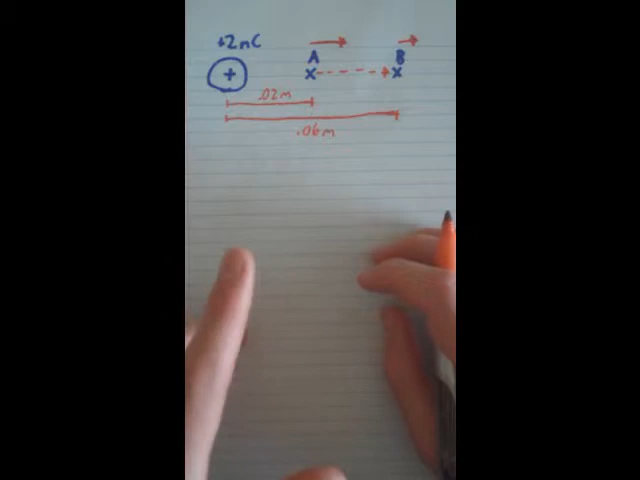 +2nC
A B
+ x x
.02m
.06m